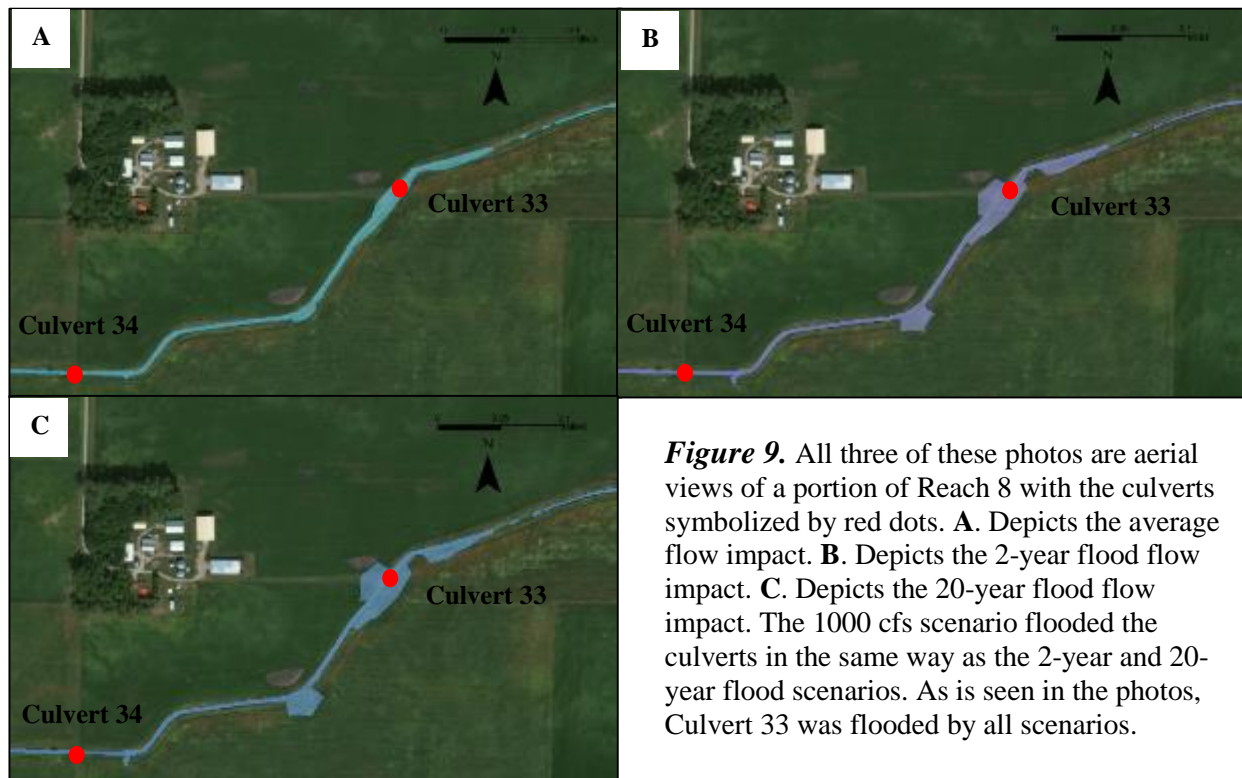 A
N
Culvert 33
Culvert 34
B
N
Culvert 33
Culvert 34
C
N
Culvert 33
Culvert 34
Figure 9. All three of these photos are aerial
views of a portion of Reach 8 with the culverts
symbolized by red dots. A. Depicts the average
flow impact. B. Depicts the 2-year flood flow
impact. C. Depicts the 20-year flood flow
impact. The 1000 cfs scenario flooded the
culverts in the same way as the 2-year and 20-
year flood scenarios. As is seen in the photos,
Culvert 33 was flooded by all scenarios.